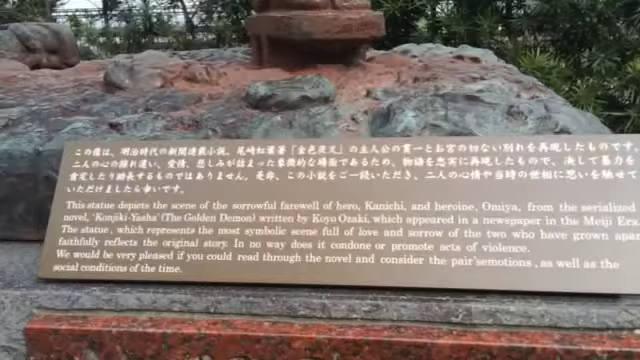 この像は、明治時代の新聞連載小説、尾崎紅葉著「金色夜叉」の主人公の貫一とお宮の切ない別れを再現したものです。
二人の心の擦れ違い、愛情、悲しみが詰まった象徴的な場面であるため、物語を忠実に再現したもので、決して暴力を
肯定したり助長するものではありません。是非、この小説をご一読いただき、二人の心情や当時の世相に思いを馳せて
いただけましたら幸いです。
This statue depicts the scene of the sorrowful farewell of hero, Kanichi, and heroine, Omiya, from the serialized
novel, 'Konjiki-Yasha' (The Golden Demon) written by Koyo Ozaki, which appeared in a newspaper in the Meiji Era.
The statue, which represents the most symbolic scene full of love and sorrow of the two who have grown apart
faithfully reflects the original story. In no way does it condone or promote acts of violence.
We would be very pleased if you could read through the novel and consider the pair'semotions , as well as the
social conditions of the time.